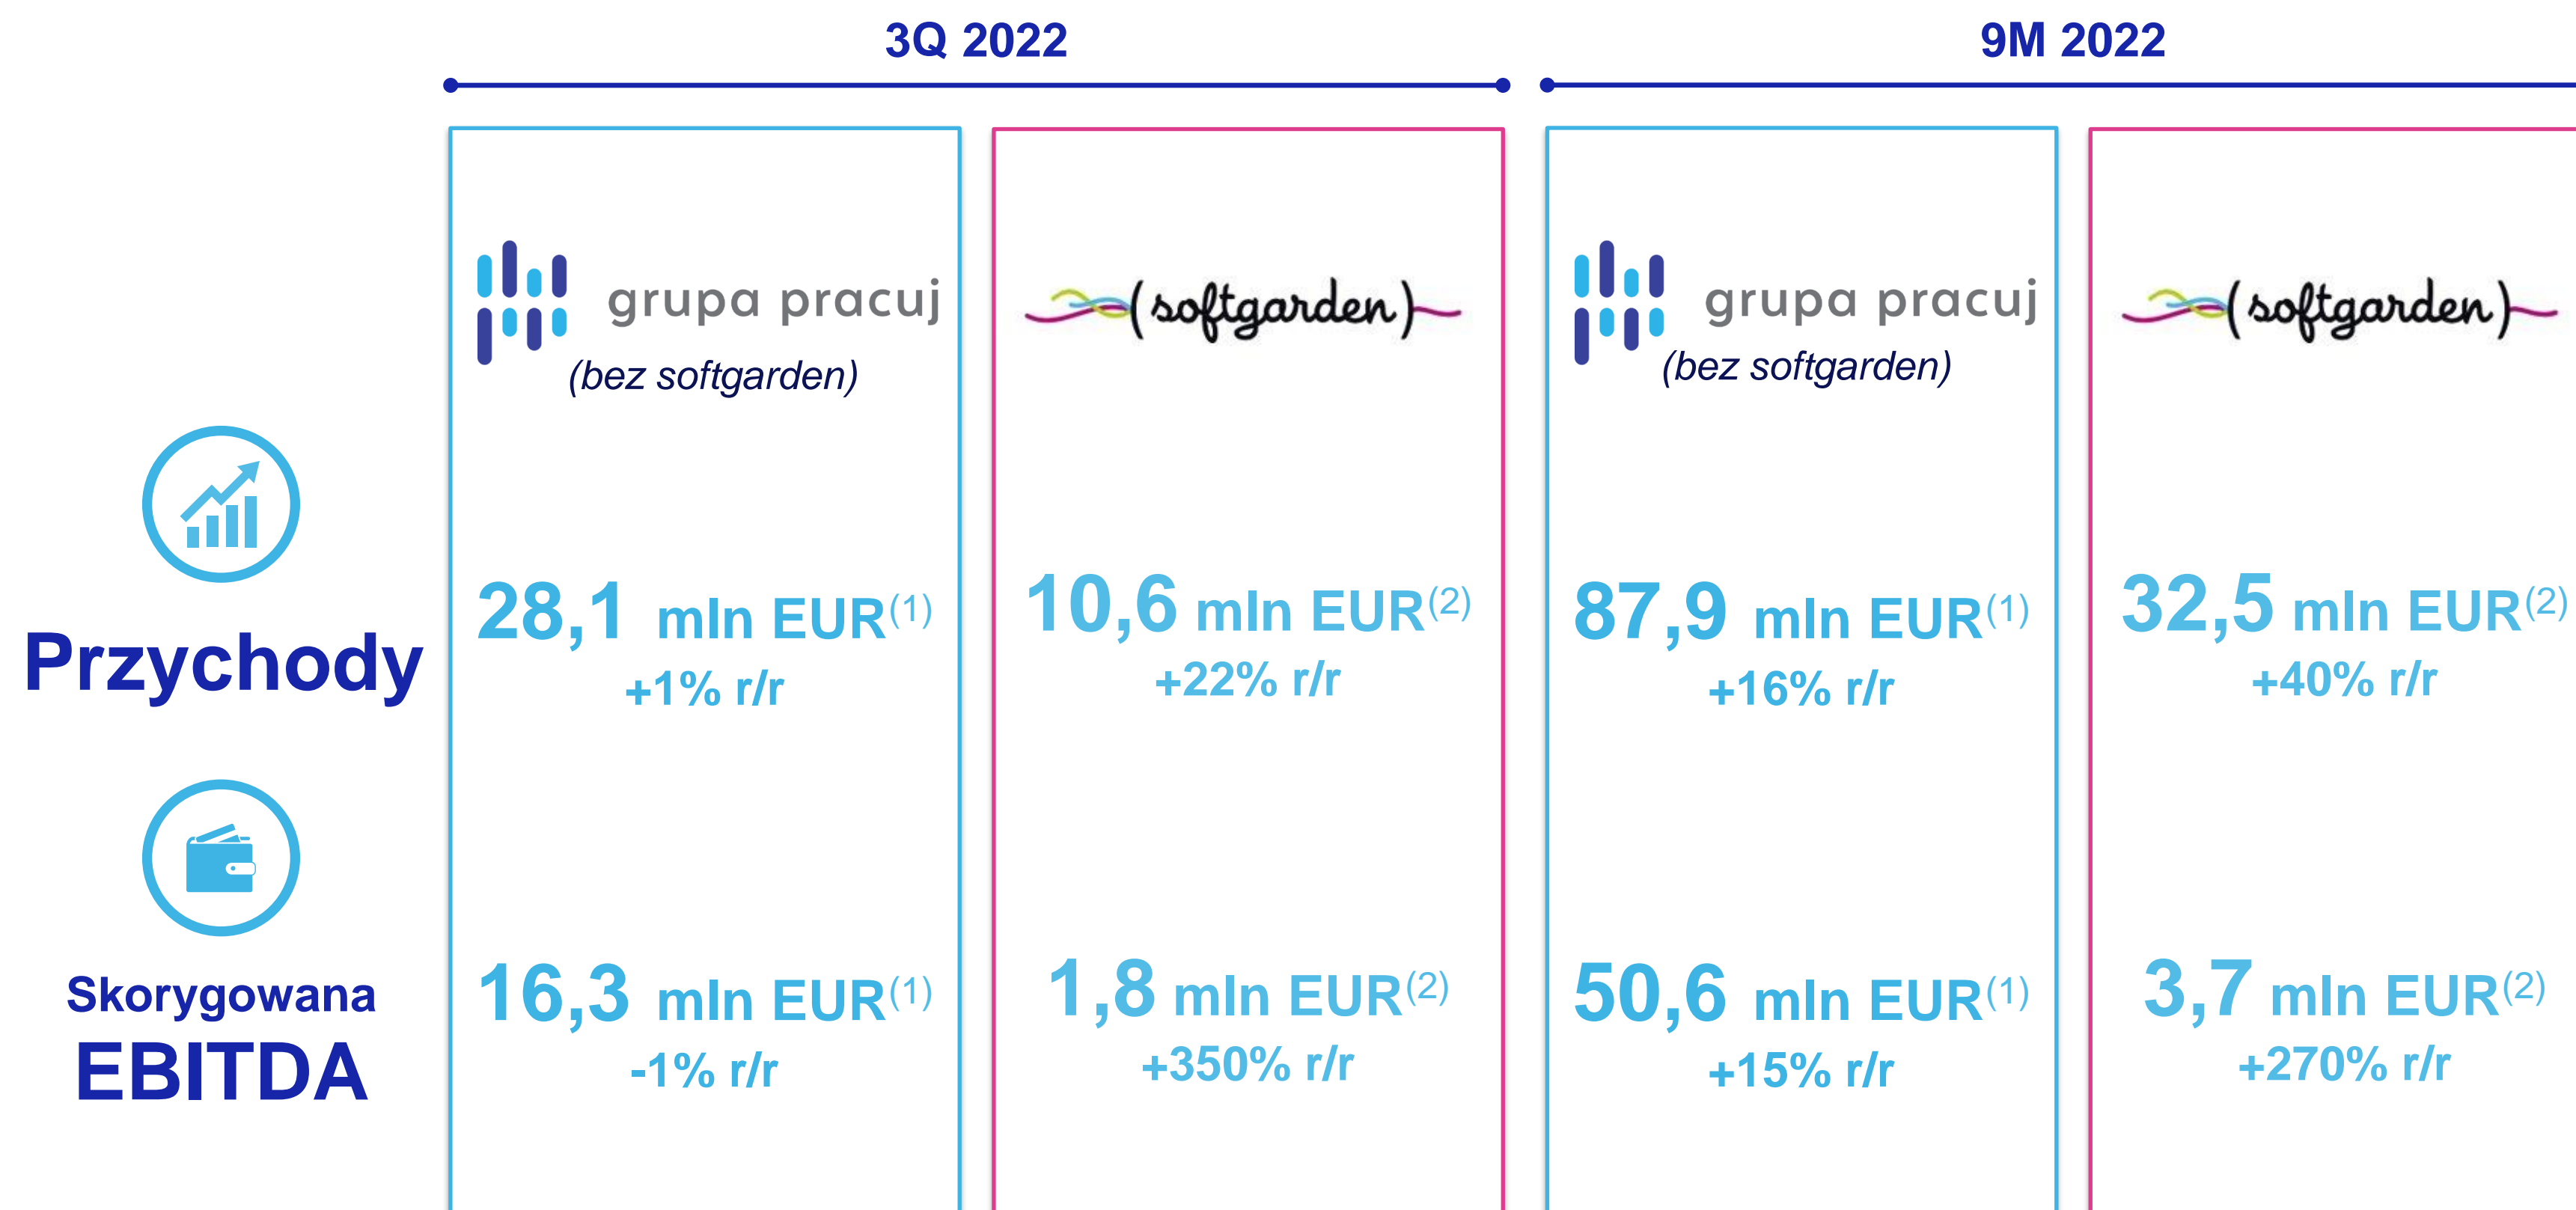 3Q 2022
9M 2022
grupa pracuj
(bez softgarden)
(softgarden)
grupa pracuj
(bez softgarden)
(softgarden)
Przychody
28,1 mln EUR(1)
+1% r/r
10,6 mln EUR(2)
+22% r/r
87,9 mln EUR(1)
+16% r/r
32,5 mln EUR(2)
+40% r/r
Skorygowana
EBITDA
16,3 mln EUR(1)
-1% r/r
1,8 mln EUR(2)
+350% r/r
50,6 mln EUR(1)
+15% r/r
3,7 mln EUR(2)
+270% r/r